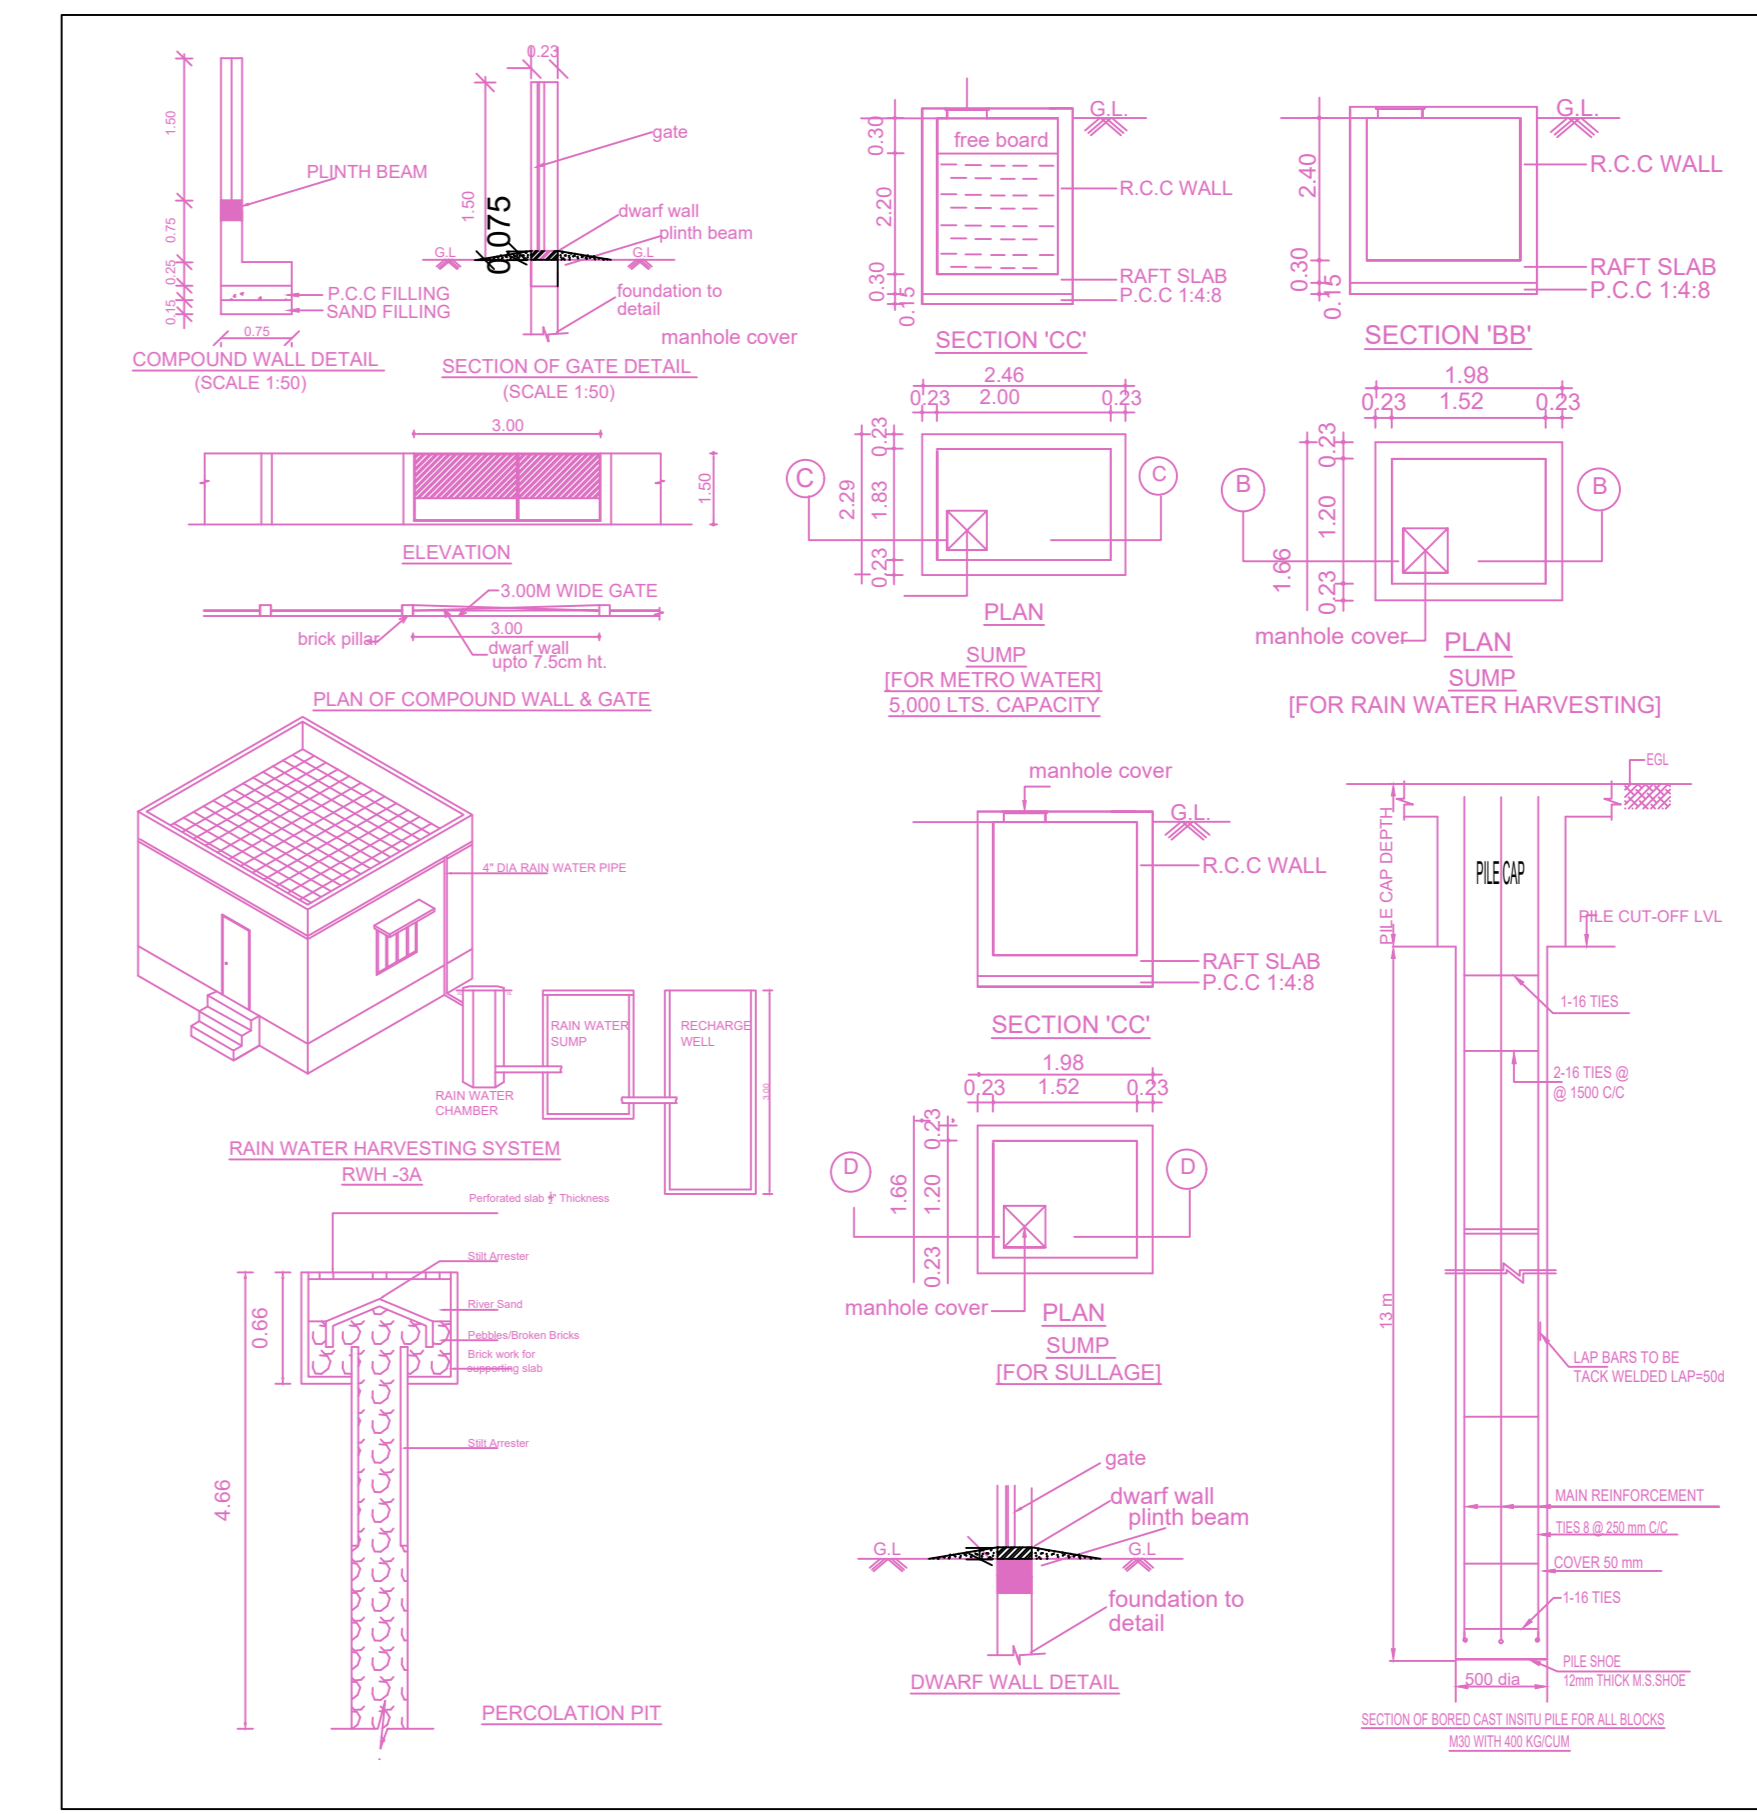 1.50
PLINTH BEAM
0.75
0.25
0.15
P.C.C FILLING
SAND FILLING
0.75
COMPOUND WALL DETAIL
(SCALE 1:50)
0.23
gate
1.50
0.075
dwarf wall
plinth beam
G.L
G.L
foundation to
detail
manhole cover
SECTION OF GATE DETAIL
(SCALE 1:50)
G.L.
0.30
free board
2.20
R.C.C WALL
0.30
RAFT SLAB
0.15
P.C.C 1:4:8
SECTION 'CC'
G.L.
2.40
R.C.C WALL
0.30
RAFT SLAB
0.15
P.C.C 1:4:8
SECTION 'BB'
3.00
1.50
ELEVATION
3.00M WIDE GATE
3.00
brick pillar
dwarf wall
upto 7.5cm ht.
PLAN OF COMPOUND WALL & GATE
2.46
0.23
2.00
0.23
0.23
2.29
1.83
0.23
C
C
PLAN
SUMP
[FOR METRO WATER]
5,000 LTS. CAPACITY
1.98
0.23
1.52
0.23
0.23
1.20
1.66
0.23
B
B
manhole cover
PLAN
SUMP
[FOR RAIN WATER HARVESTING]
4" DIA RAIN WATER PIPE
RAIN WATER
SUMP
RECHARGE
WELL
3.00
RAIN WATER
CHAMBER
RAIN WATER HARVESTING SYSTEM
RWH -3A
manhole cover
G.L.
R.C.C WALL
RAFT SLAB
P.C.C 1:4:8
SECTION 'CC'
1.98
0.23
1.52
0.23
0.23
1.66
1.20
0.23
D
D
manhole cover
PLAN
SUMP
[FOR SULLAGE]
EGL
PILE CAP DEPTH
PILE CAP
PILE CUT-OFF LVL
1-16 TIES
2-16 TIES @
@ 1500 C/C
13 m
LAP BARS TO BE
TACK WELDED LAP=50d
MAIN REINFORCEMENT
TIES 8 @ 250 mm C/C
COVER 50 mm
1-16 TIES
PILE SHOE
12mm THICK M.S.SHOE
500 dia
SECTION OF BORED CAST INSITU PILE FOR ALL BLOCKS
M30 WITH 400 KG/CUM
Perforated slab ½" Thickness
Stilt Arrester
River Sand
Pebbles/Broken Bricks
Brick work for
supporting slab
0.66
Stilt Arrester
4.66
PERCOLATION PIT
gate
dwarf wall
plinth beam
G.L
G.L
foundation to
detail
DWARF WALL DETAIL